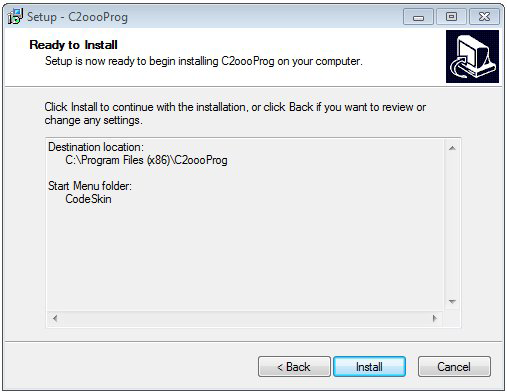 Setup - C2oooProg
Ready to Install
Setup is now ready to begin installing C2oooProg on your computer.
Click Install to continue with the installation, or click Back if you want to review or
change any settings.
Destination location:
C:\Program Files (x86)\C2oooProg
Start Menu folder:
CodeSkin
< Back
Install
Cancel